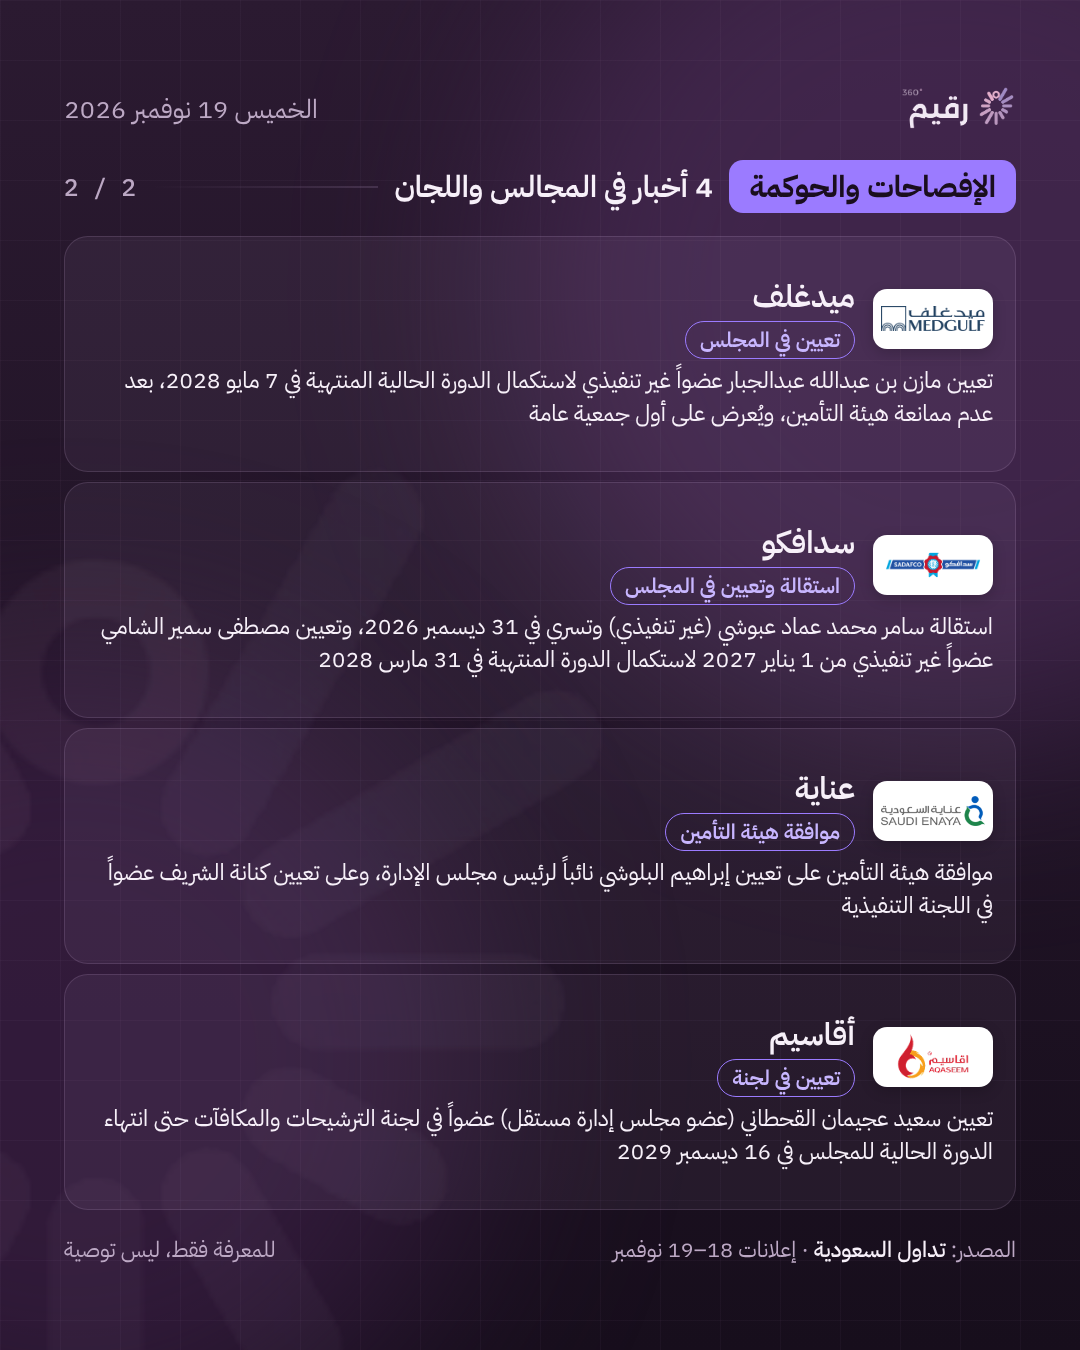 رقيم
360°
الخميس 19 نوفمبر 2026
الإفصاحات والحوكمة
4 أخبار في المجالس واللجان
2 / 2
ميدغلف
MEDGULF
ميدغلف
تعيين في المجلس
تعيين مازن بن عبدالله عبدالجبار عضواً غير تنفيذي لاستكمال الدورة الحالية المنتهية في 7 مايو 2028، بعد
عدم ممانعة هيئة التأمين، ويُعرض على أول جمعية عامة
سدافكو
SADAFCO
سدافكو
استقالة وتعيين في المجلس
استقالة سامر محمد عماد عبوشي (غير تنفيذي) وتسري في 31 ديسمبر 2026، وتعيين مصطفى سمير الشامي
عضواً غير تنفيذي من 1 يناير 2027 لاستكمال الدورة المنتهية في 31 مارس 2028
عناية السعودية
SAUDI ENAYA
عناية
موافقة هيئة التأمين
موافقة هيئة التأمين على تعيين إبراهيم البلوشي نائباً لرئيس مجلس الإدارة، وعلى تعيين كنانة الشريف عضواً
في اللجنة التنفيذية
اقاسيم
AQASEEM
أقاسيم
تعيين في لجنة
تعيين سعيد عجيمان القحطاني (عضو مجلس إدارة مستقل) عضواً في لجنة الترشيحات والمكافآت حتى انتهاء
الدورة الحالية للمجلس في 16 ديسمبر 2029
المصدر: تداول السعودية · إعلانات 18–19 نوفمبر
للمعرفة فقط، ليس توصية